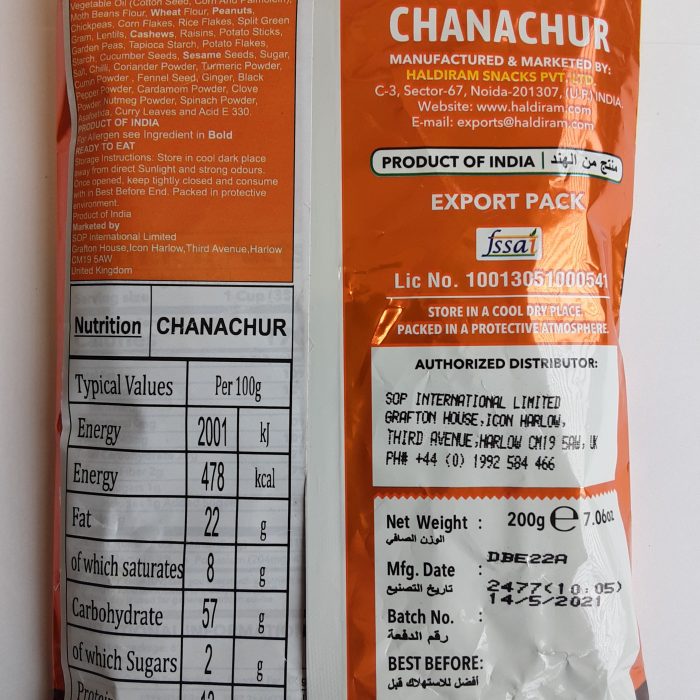 Vegetable Oil (Cotton Seed, Corn And Palmolein),
Moth Beans Flour, Wheat Flour, Peanuts,
Chickpeas, Corn Flakes, Rice Flakes, Split Green
Gram, Lentils, Cashews, Raisins, Potato Sticks,
Garden Peas, Tapioca Starch, Potato Flakes,
Starch, Cucumber Seeds, Sesame Seeds, Sugar,
Salt, Chilli, Coriander Powder, Turmeric Powder,
Cumin Powder, Fennel Seed, Ginger, Black
Pepper Powder, Cardamom Powder, Clove
Powder, Nutmeg Powder, Spinach Powder,
Asafoetida, Curry Leaves and Acid E 330.
PRODUCT OF INDIA
For Allergen see Ingredient in Bold
READY TO EAT
Storage Instructions: Store in cool dark place
away from direct Sunlight and strong odours.
Once opened, keep tightly closed and consume
with in Best Before End. Packed in protective
environment.
Product of India
Marketed by
SOP International Limited
Grafton House,Icon Harlow,Third Avenue,Harlow
CM19 5AW
United Kingdom
Nutrition CHANACHUR
Typical Values Per 100g
Energy 2001 kJ
Energy 478 kcal
Fat 22 g
of which saturates 8 g
Carbohydrate 57 g
of which Sugars 2 g
CHANACHUR
MANUFACTURED & MARKETED BY:
HALDIRAM SNACKS PVT. LTD.
C-3, Sector-67, Noida-201307, (U.P.) INDIA
Website: www.haldiram.com
E-mail: exports@haldiram.com
PRODUCT OF INDIA | منتج من الهند
EXPORT PACK
fssai
Lic No. 10013051000541
STORE IN A COOL DRY PLACE.
PACKED IN A PROTECTIVE ATMOSPHERE.
AUTHORIZED DISTRIBUTOR:
SOP INTERNATIONAL LIMITED
GRAFTON HOUSE,ICON HARLOW,
THIRD AVENUE,HARLOW CM19 5AW, UK
PH# +44 (0) 1992 584 466
Net Weight : 200g ℮ 7.06oz
الوزن الصافي
DBE22A
Mfg. Date :
تاريخ التصنيع
2477(10:05)
14/5/2021
Batch No. :
رقم الدفعة
BEST BEFORE:
أفضل للاستهلاك قبل